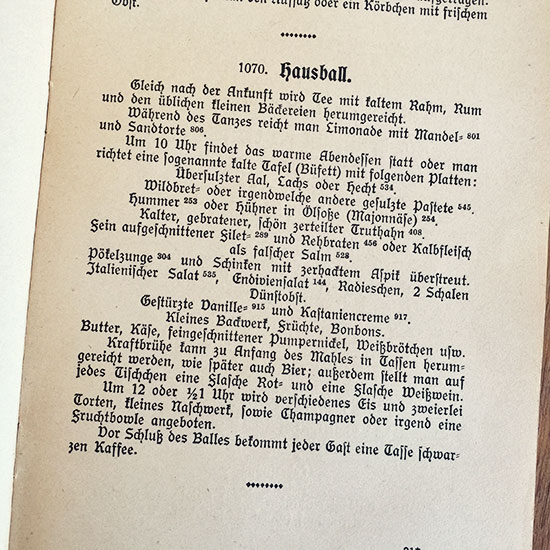 den Aufsatz oder ein Körbchen mit frischem
Obst.
1070. Hausball.
Gleich nach der Ankunft wird Tee mit kaltem Rahm, Rum
und den üblichen kleinen Bäckereien herumgereicht.
Während des Tanzes reicht man Limonade mit Mandel- 801
und Sandtorte 806.
Um 10 Uhr findet das warme Abendessen statt oder man
richtet eine sogenannte kalte Tafel (Büfett) mit folgenden Platten:
Übersulzter Aal, Lachs oder Hecht 534.
Wildbret- oder irgendwelche andere gesulzte Pastete 545.
Hummer 253 oder Hühner in Ölsoße (Majonnäse) 254.
Kalter, gebratener, schön zerteilter Truthahn 408.
Fein aufgeschnittener Filet- 289 und Rehbraten 456 oder Kalbfleisch
als falscher Salm 528.
Pökelzunge 304 und Schinken mit zerhacktem Aspik überstreut.
Italienischer Salat 535, Endiviensalat 144, Radieschen, 2 Schalen
Dünstobst.
Gestürzte Vanille- 915 und Kastaniencreme 917.
Kleines Backwerk, Früchte, Bonbons.
Butter, Käse, feingeschnittener Pumpernickel, Weißbrötchen usw.
Kraftbrühe kann zu Anfang des Mahles in Tassen herum-
gereicht werden, wie später auch Bier; außerdem stellt man auf
jedes Tischchen eine Flasche Rot- und eine Flasche Weißwein.
Um 12 oder ½1 Uhr wird verschiedenes Eis und zweierlei
Torten, kleines Naschwerk, sowie Champagner oder irgend eine
Fruchtbowle angeboten.
Vor Schluß des Balles bekommt jeder Gast eine Tasse schwar-
zen Kaffee.